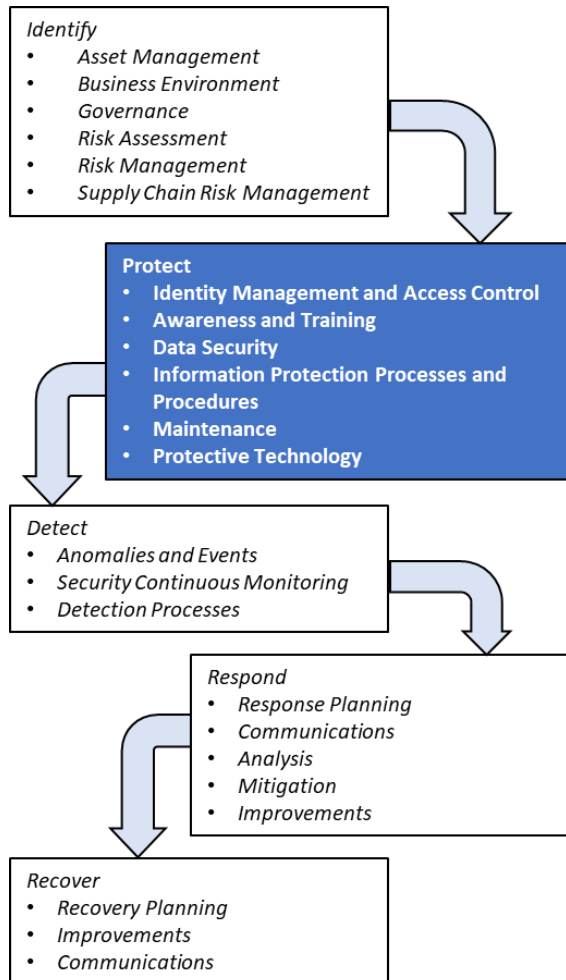 Identify
• Asset Management
• Business Environment
• Governance
• Risk Assessment
• Risk Management
• Supply Chain Risk Management
Protect
• Identity Management and Access Control
• Awareness and Training
• Data Security
• Information Protection Processes and
Procedures
• Maintenance
• Protective Technology
Detect
• Anomalies and Events
• Security Continuous Monitoring
• Detection Processes
Respond
• Response Planning
• Communications
• Analysis
• Mitigation
• Improvements
Recover
• Recovery Planning
• Improvements
• Communications